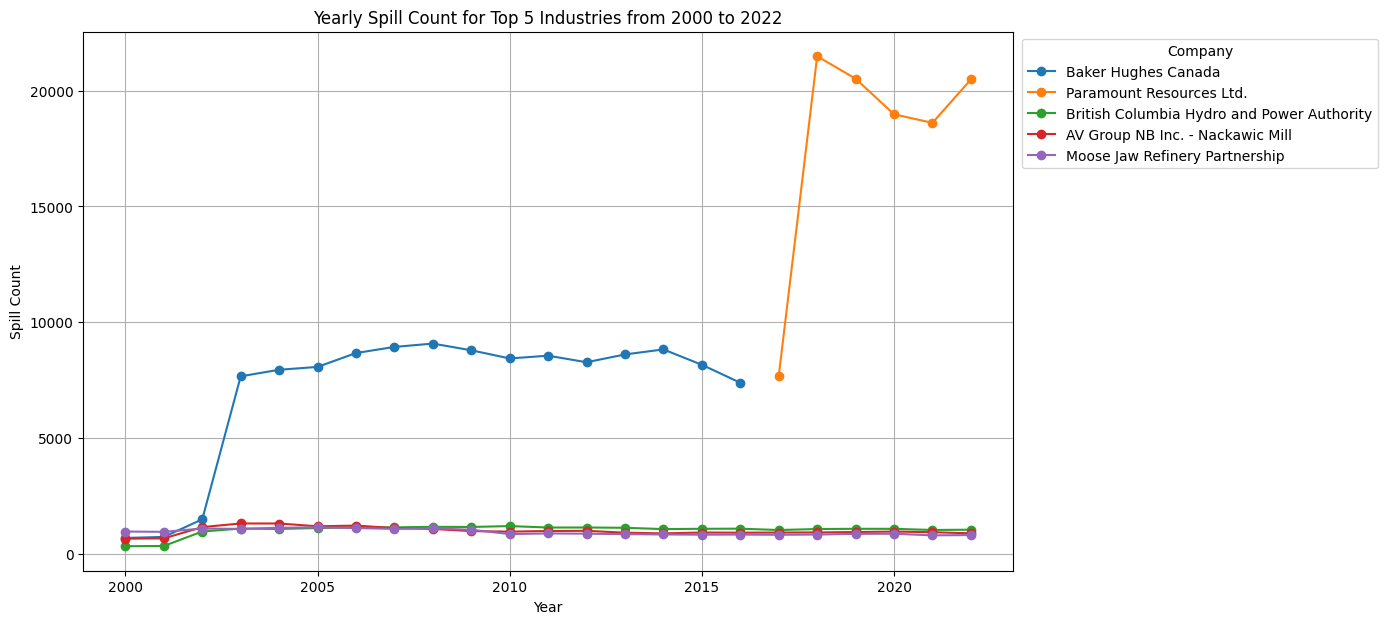 Yearly Spill Count for Top 5 Industries from 2000 to 2022
Company
Baker Hughes Canada
Paramount Resources Ltd.
British Columbia Hydro and Power Authority
AV Group NB Inc. - Nackawic Mill
Moose Jaw Refinery Partnership
Spill Count
20000
15000
10000
5000
0
2000
2005
2010
2015
2020
Year